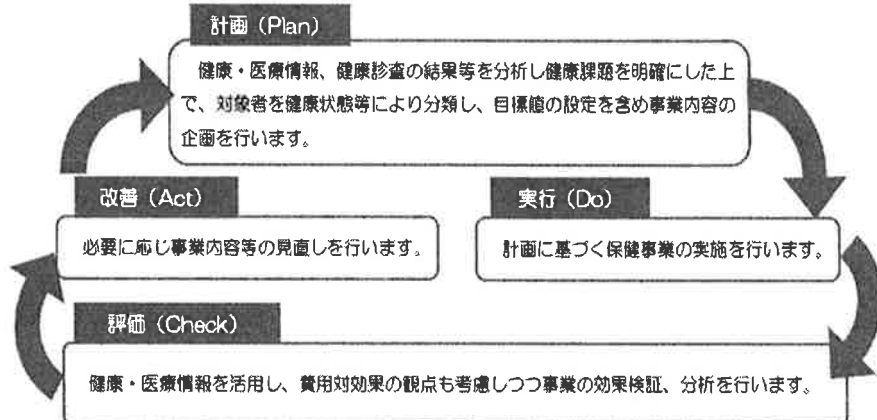 計画（Plan）
健康・医療情報、健康診査の結果等を分析し健康課題を明確にした上
で、対象者を健康状態等により分類し、目標値の設定を含め事業内容の
企画を行います。
改善（Act）
必要に応じ事業内容等の見直しを行います。
実行（Do）
計画に基づく保健事業の実施を行います。
評価（Check）
健康・医療情報を活用し、費用対効果の観点も考慮しつつ事業の効果検証、分析を行います。